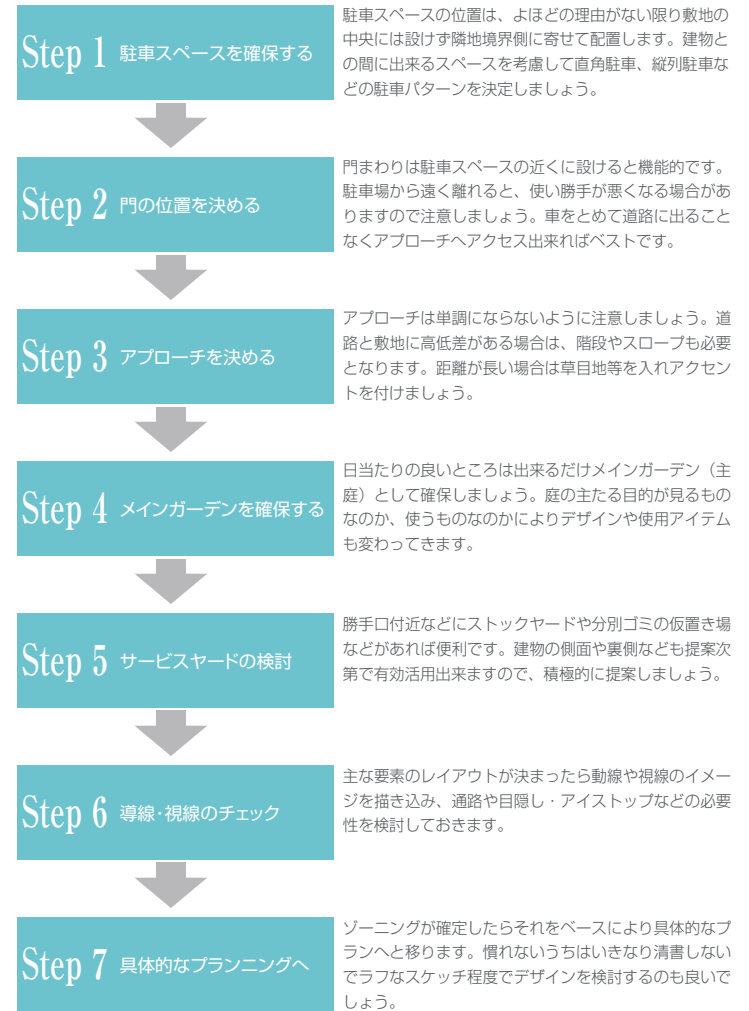 Step 1 駐車スペースを確保する
駐車スペースの位置は、よほどの理由がない限り敷地の
中央には設けず隣地境界側に寄せて配置します。建物と
の間に出来るスペースを考慮して直角駐車、縦列駐車な
どの駐車パターンを決定しましょう。
Step 2 門の位置を決める
門まわりは駐車スペースの近くに設けると機能的です。
駐車場から遠く離れると、使い勝手が悪くなる場合があ
りますので注意しましょう。車をとめて道路に出ること
なくアプローチへアクセス出来ればベストです。
Step 3 アプローチを決める
アプローチは単調にならないように注意しましょう。道
路と敷地に高低差がある場合は、階段やスロープも必要
となります。距離が長い場合は草目地等を入れアクセン
トを付けましょう。
Step 4 メインガーデンを確保する
日当たりの良いところは出来るだけメインガーデン（主
庭）として確保しましょう。庭の主たる目的が見るもの
なのか、使うものなのかによりデザインや使用アイテム
も変わってきます。
Step 5 サービスヤードの検討
勝手口付近などにストックヤードや分別ゴミの仮置き場
などがあれば便利です。建物の側面や裏側なども提案次
第で有効活用出来ますので、積極的に提案しましょう。
Step 6 導線・視線のチェック
主な要素のレイアウトが決まったら動線や視線のイメー
ジを描き込み、通路や目隠し・アイストップなどの必要
性を検討しておきます。
Step 7 具体的なプランニングへ
ゾーニングが確定したらそれをベースにより具体的なプ
ランへと移ります。慣れないうちはいきなり清書しない
でラフなスケッチ程度でデザインを検討するのも良いで
しょう。